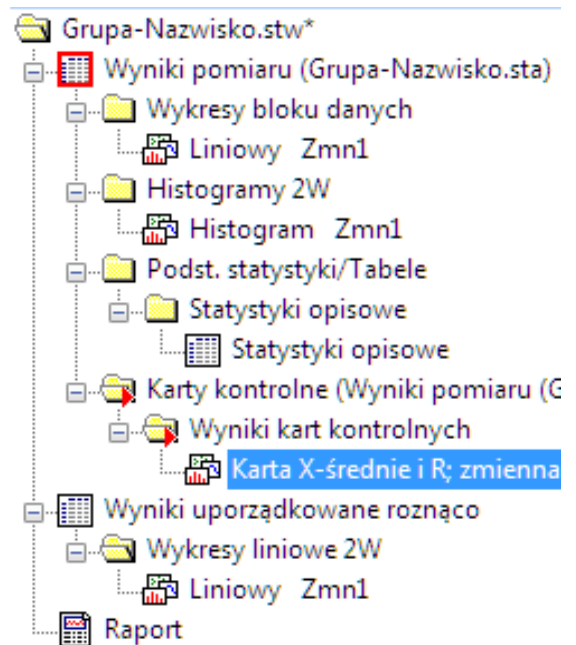 Grupa-Nazwisko.stw*
Wyniki pomiaru (Grupa-Nazwisko.sta)
Wykresy bloku danych
Liniowy Zmn1
Histogramy 2W
Histogram Zmn1
Podst. statystyki/Tabele
Statystyki opisowe
Statystyki opisowe
Karty kontrolne (Wyniki pomiaru (G
Wyniki kart kontrolnych
Karta X-średnie i R; zmienna
Wyniki uporządkowane roznąco
Wykresy liniowe 2W
Liniowy Zmn1
Raport